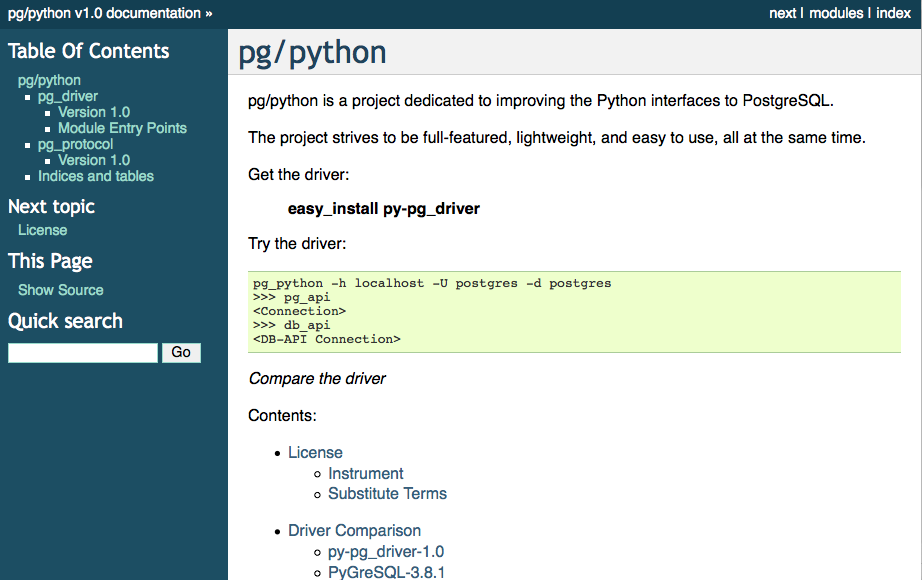 pg/python v1.0 documentation »
next | modules | index
Table Of Contents
pg/python
pg_driver
Version 1.0
Module Entry Points
pg_protocol
Version 1.0
Indices and tables
Next topic
License
This Page
Show Source
Quick search
Go
pg/python
pg/python is a project dedicated to improving the Python interfaces to PostgreSQL.
The project strives to be full-featured, lightweight, and easy to use, all at the same time.
Get the driver:
easy_install py-pg_driver
Try the driver:
pg_python -h localhost -U postgres -d postgres
>>> pg_api
<Connection>
>>> db_api
<DB-API Connection>
Compare the driver
Contents:
License
Instrument
Substitute Terms
Driver Comparison
py-pg_driver-1.0
PyGreSQL-3.8.1